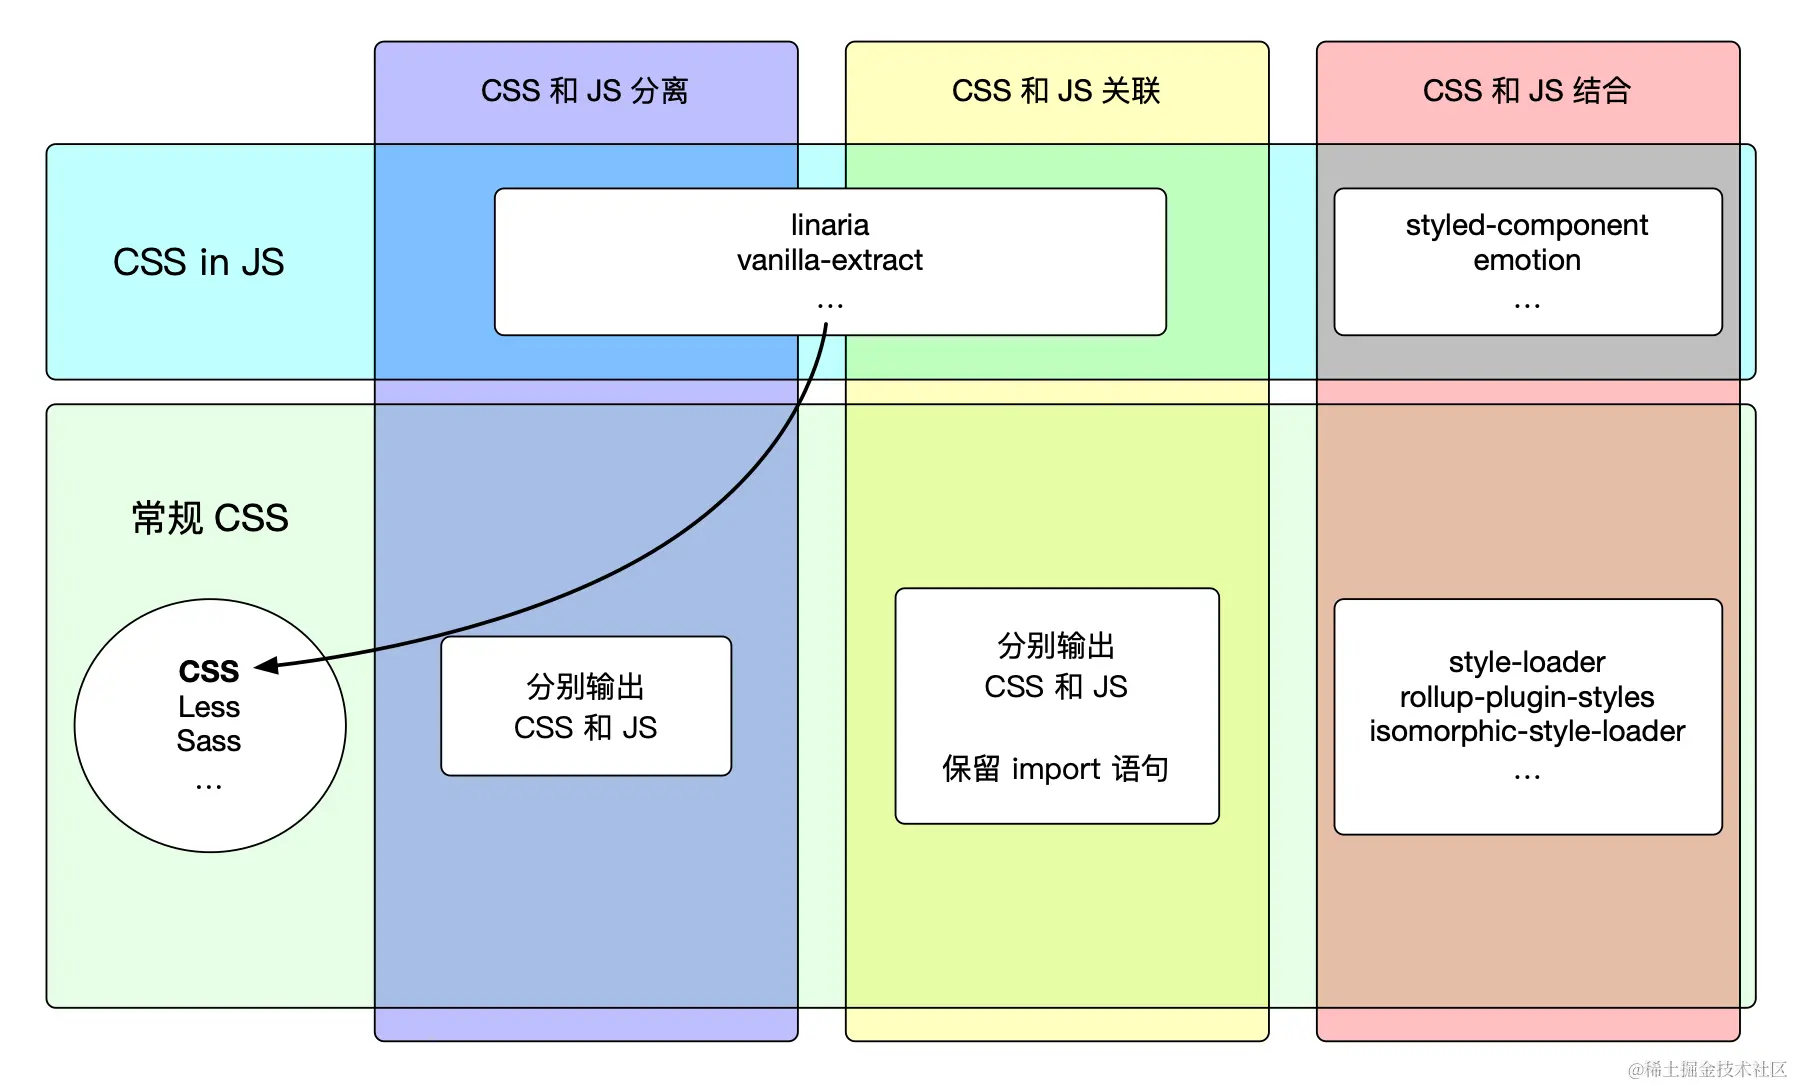 CSS 和 JS 分离
CSS 和 JS 关联
CSS 和 JS 结合
CSS in JS
linaria
vanilla-extract
...
styled-component
emotion
...
常规 CSS
CSS
Less
Sass
...
分别输出
CSS 和 JS
分别输出
CSS 和 JS
保留 import 语句
style-loader
rollup-plugin-styles
isomorphic-style-loader
...
@稀土掘金技术社区